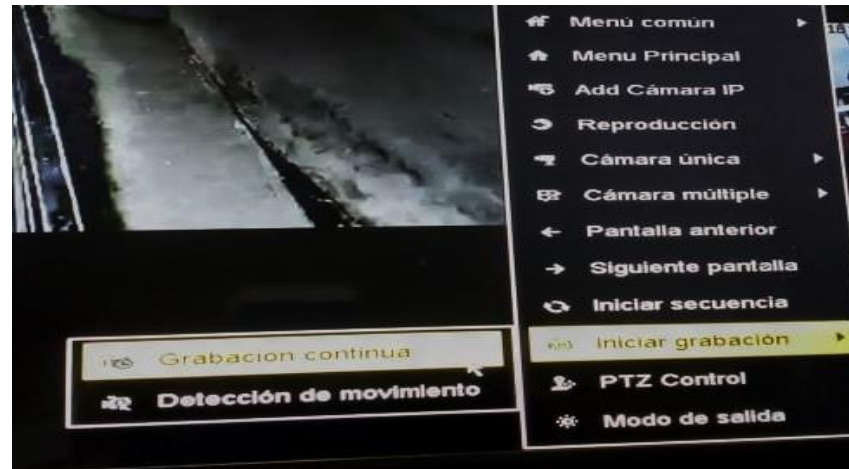 Menú común
Menu Principal
Add Cámara IP
Reproducción
Cámara única
Cámara múltiple
Pantalla anterior
Siguiente pantalla
Iniciar secuencia
Iniciar grabación
PTZ Control
Modo de salida
Grabación continua
Detección de movimiento